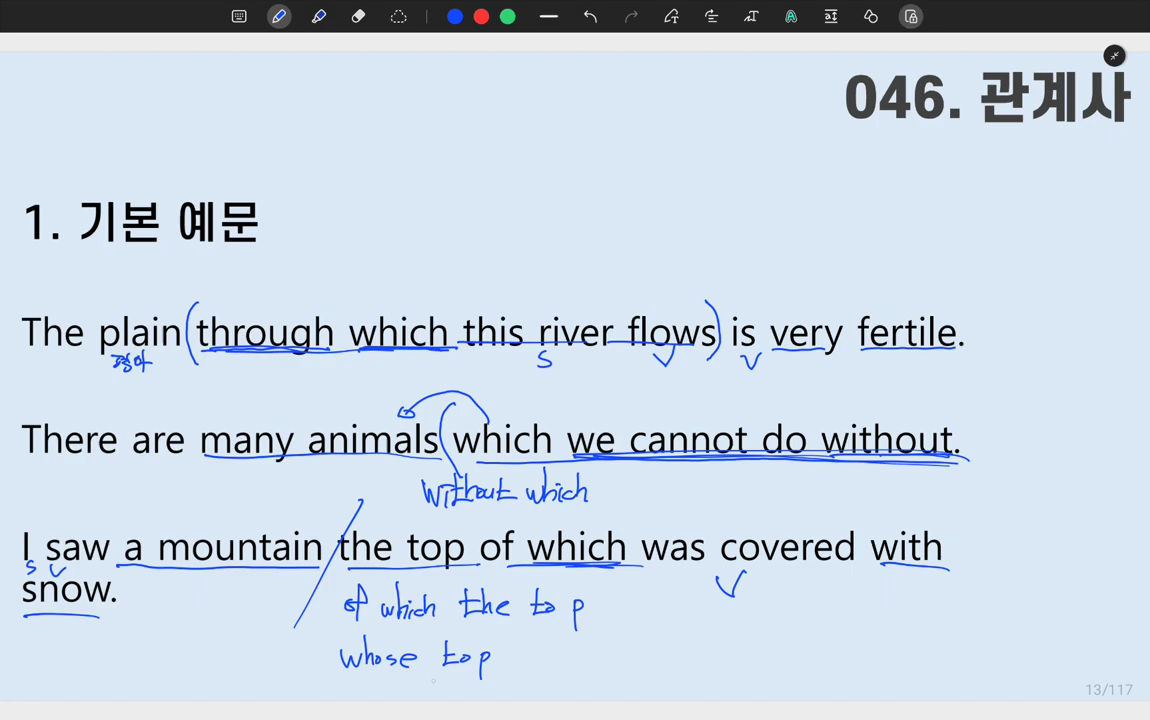 046. 관계사
1. 기본 예문
The plain (through which this river flows) is very fertile.
평야 S V V
There are many animals (which we cannot do without.
without which
I saw a mountain / the top of which was covered with
S V V
snow.
of which the top
whose top
13/117